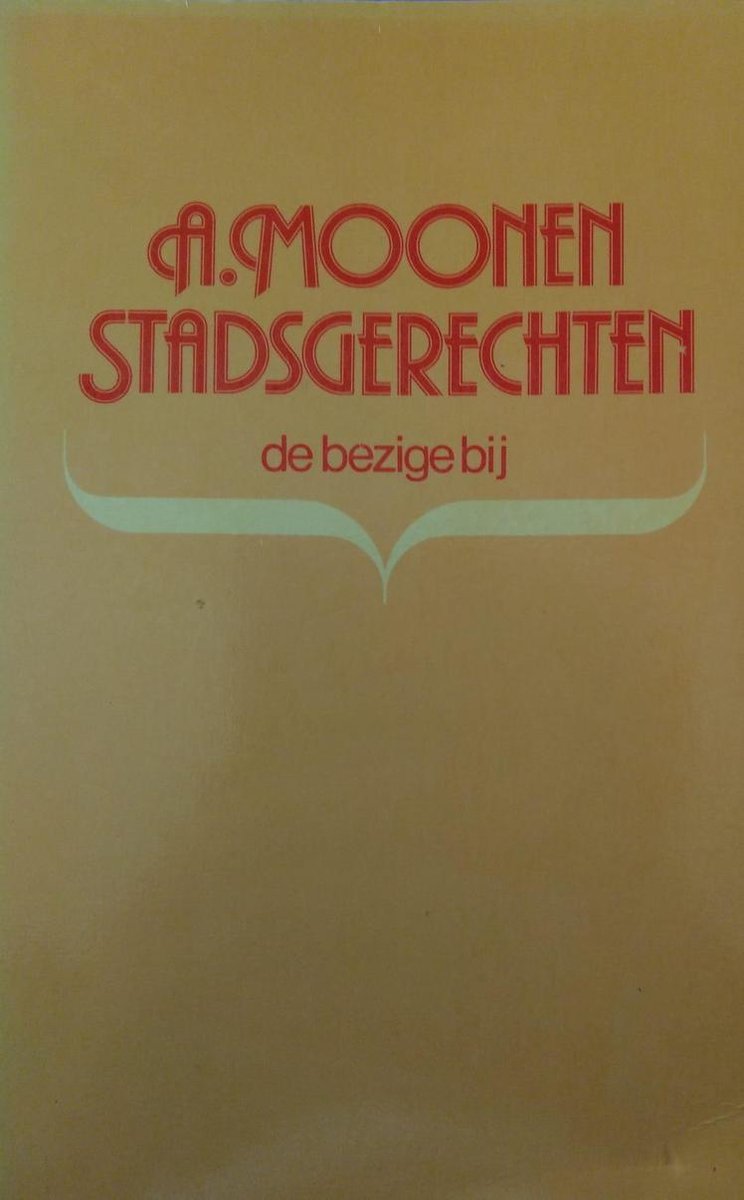 A. MOONEN
STADSGERECHTEN
de bezige bij